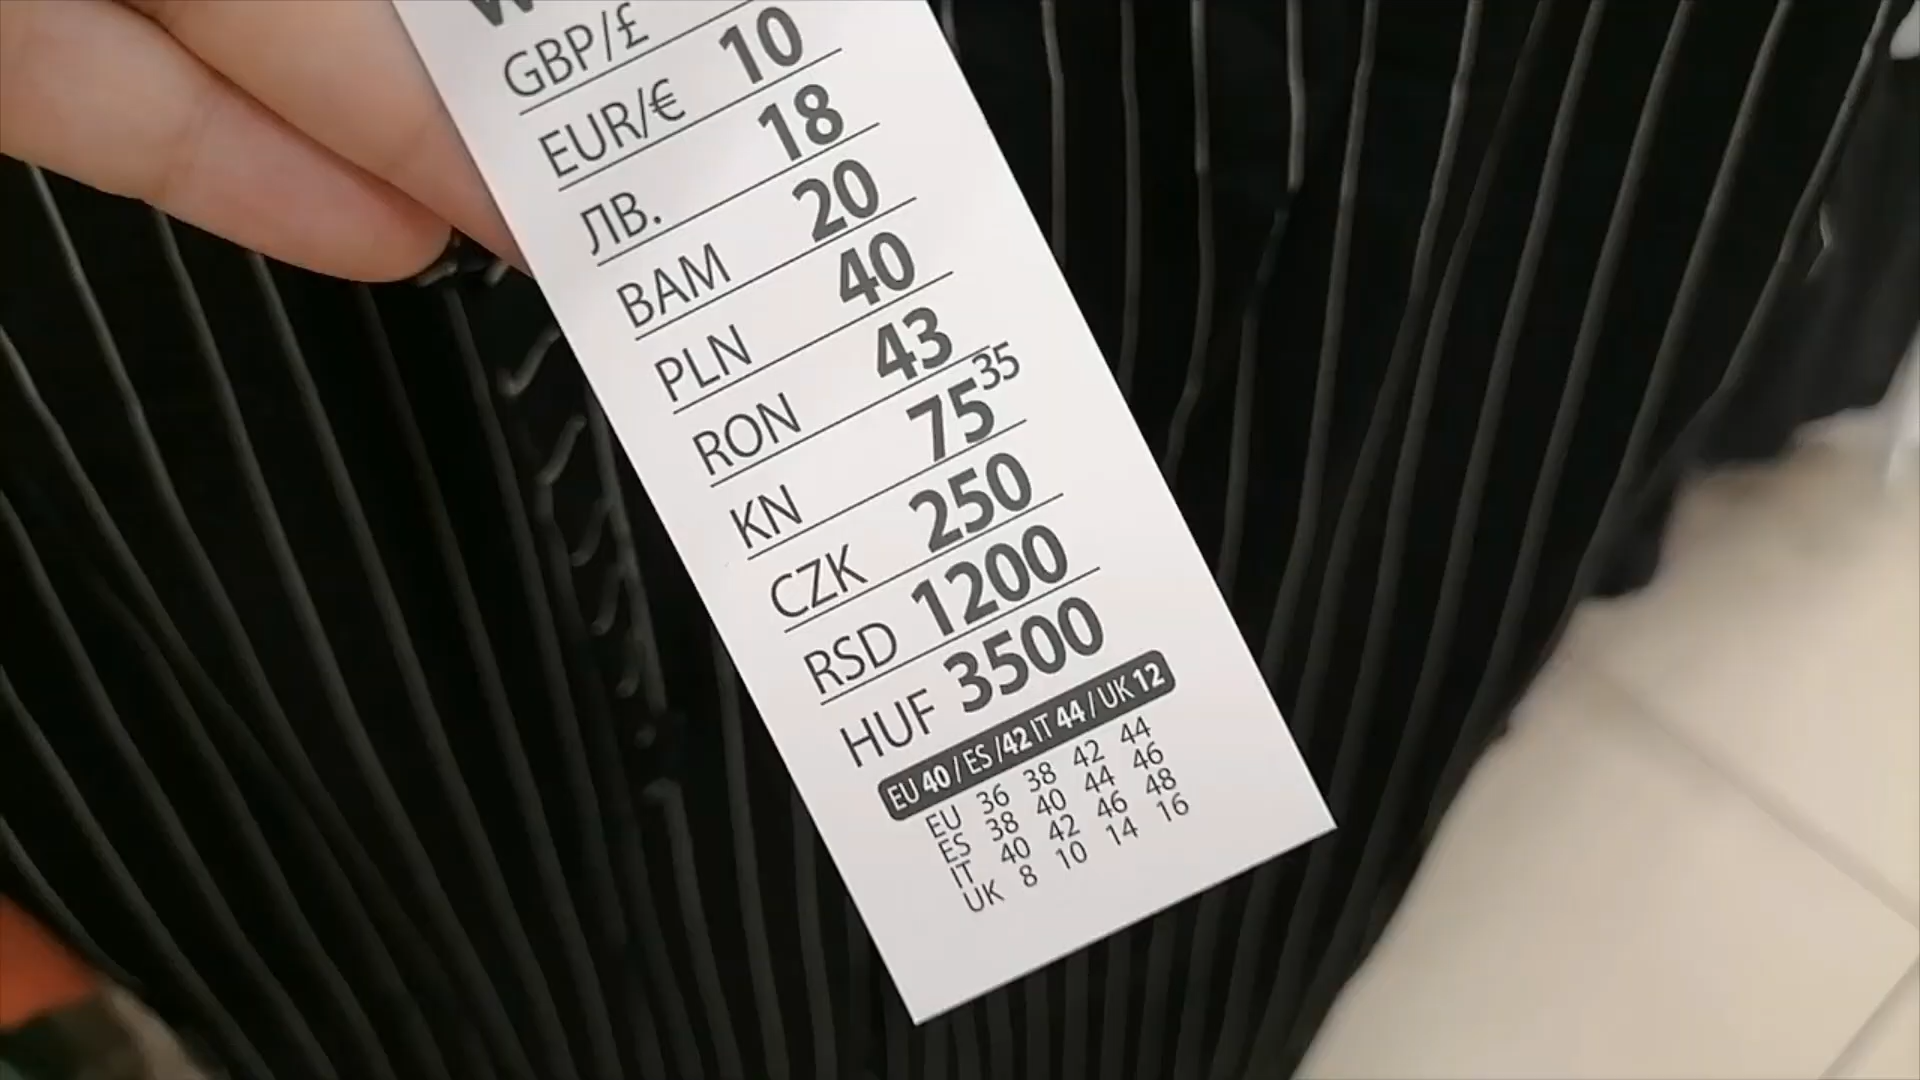 GBP/£
EUR/€ 10
ЛВ. 18
BAM 20
PLN 40
RON 43
KN 75 35
CZK 250
RSD 1200
HUF 3500
EU 40 / ES /42 IT 44 / UK 12
EU 36 38 42 44
ES 38 40 44 46
IT 40 42 46 48
UK 8 10 14 16